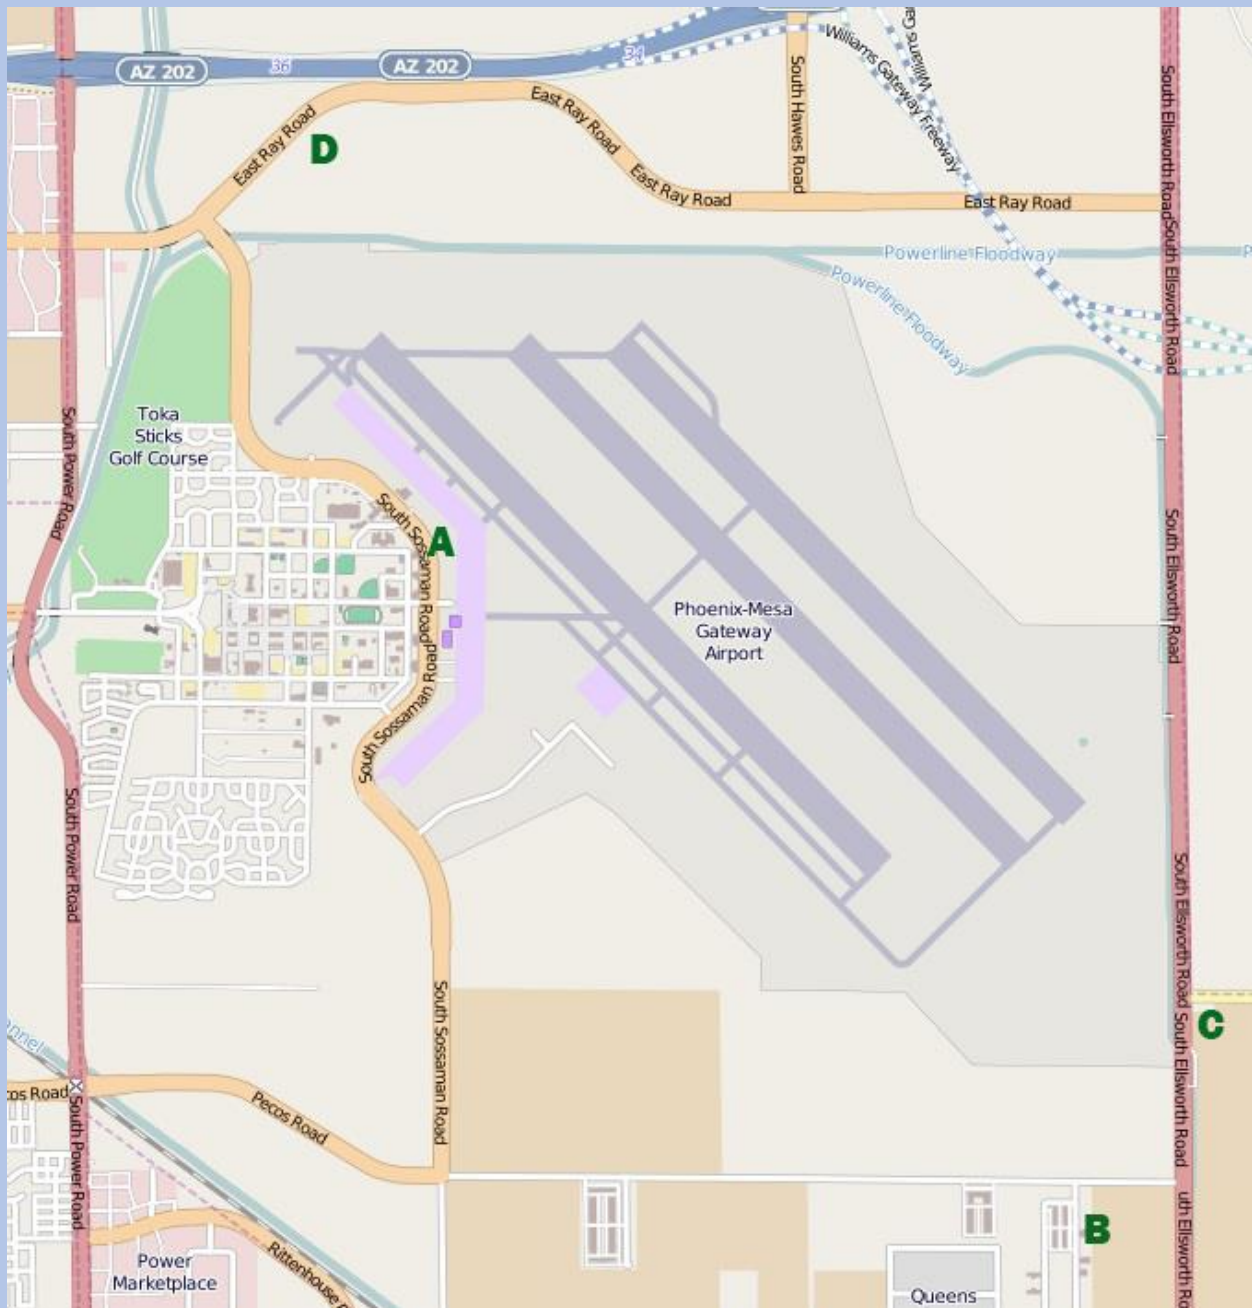 AZ 202
36
AZ 202
34
Williams Gateway Freeway
East Ray Road
D
East Ray Road
East Ray Road
South Hawes Road
East Ray Road
South Ellsworth Road
South Ellsworth Road
Powerline Floodway
Powerline Floodway
Toka
Sticks
Golf Course
South Power Road
South Sossaman Road
A
South Ellsworth Road
Phoenix-Mesa
Gateway
Airport
South Sossaman Road
South Power Road
South Ellsworth Road
C
South Sossaman Road
South Ellsworth Road
Pecos Road
South Power Road
B
Power
Marketplace
Rittenhouse
Queens